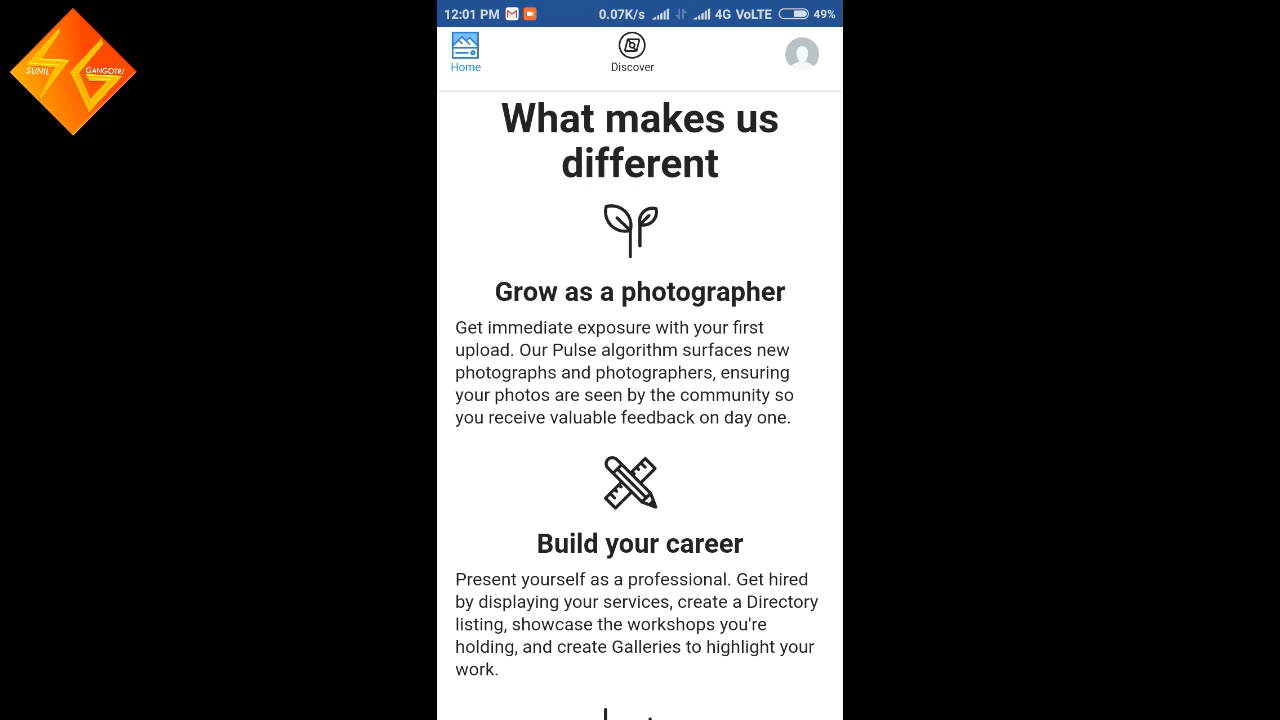 SUNIL
GANGOTRI
12:01 PM 0.07K/s 4G VoLTE 49%
Home
Discover
What makes us
different
Grow as a photographer
Get immediate exposure with your first
upload. Our Pulse algorithm surfaces new
photographs and photographers, ensuring
your photos are seen by the community so
you receive valuable feedback on day one.
Build your career
Present yourself as a professional. Get hired
by displaying your services, create a Directory
listing, showcase the workshops you're
holding, and create Galleries to highlight your
work.